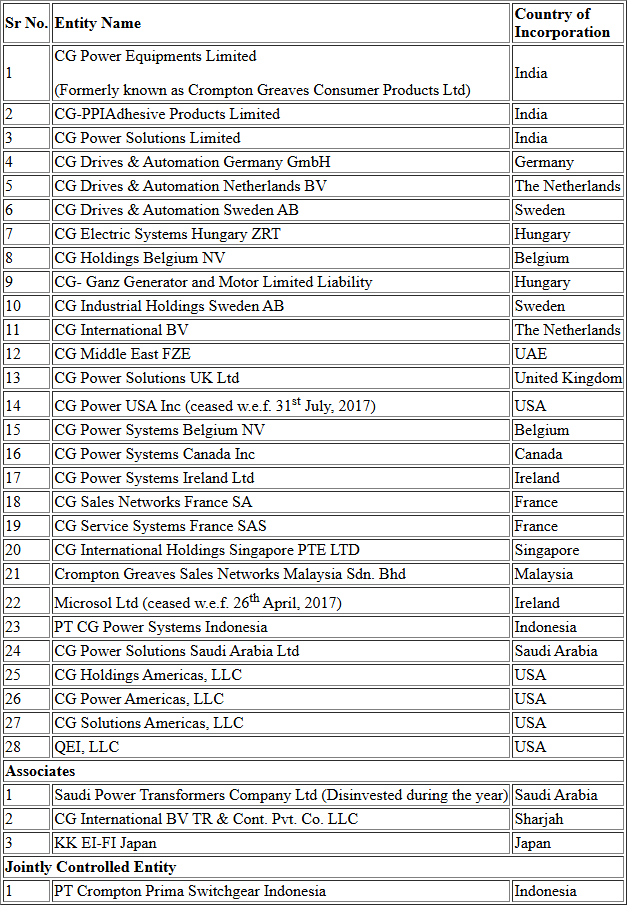 Sr No. Entity Name Country of Incorporation
1 CG Power Equipments Limited
(Formerly known as Crompton Greaves Consumer Products Ltd) India
2 CG-PPIAdhesive Products Limited India
3 CG Power Solutions Limited India
4 CG Drives & Automation Germany GmbH Germany
5 CG Drives & Automation Netherlands BV The Netherlands
6 CG Drives & Automation Sweden AB Sweden
7 CG Electric Systems Hungary ZRT Hungary
8 CG Holdings Belgium NV Belgium
9 CG- Ganz Generator and Motor Limited Liability Hungary
10 CG Industrial Holdings Sweden AB Sweden
11 CG International BV The Netherlands
12 CG Middle East FZE UAE
13 CG Power Solutions UK Ltd United Kingdom
14 CG Power USA Inc (ceased w.e.f. 31st July, 2017) USA
15 CG Power Systems Belgium NV Belgium
16 CG Power Systems Canada Inc Canada
17 CG Power Systems Ireland Ltd Ireland
18 CG Sales Networks France SA France
19 CG Service Systems France SAS France
20 CG International Holdings Singapore PTE LTD Singapore
21 Crompton Greaves Sales Networks Malaysia Sdn. Bhd Malaysia
22 Microsol Ltd (ceased w.e.f. 26th April, 2017) Ireland
23 PT CG Power Systems Indonesia Indonesia
24 CG Power Solutions Saudi Arabia Ltd Saudi Arabia
25 CG Holdings Americas, LLC USA
26 CG Power Americas, LLC USA
27 CG Solutions Americas, LLC USA
28 QEI, LLC USA
Associates
1 Saudi Power Transformers Company Ltd (Disinvested during the year) Saudi Arabia
2 CG International BV TR & Cont. Pvt. Co. LLC Sharjah
3 KK EI-FI Japan Japan
Jointly Controlled Entity
1 PT Crompton Prima Switchgear Indonesia Indonesia